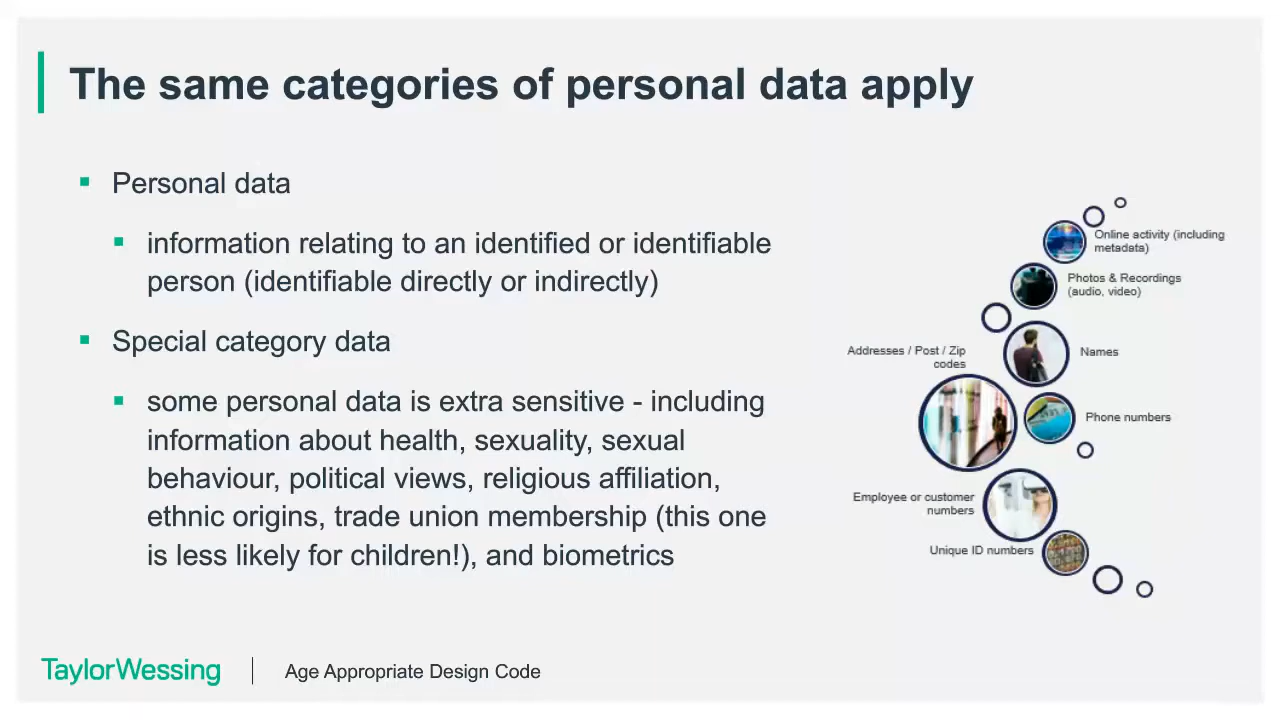 The same categories of personal data apply
Personal data
information relating to an identified or identifiable
person (identifiable directly or indirectly)
Special category data
some personal data is extra sensitive - including
information about health, sexuality, sexual
behaviour, political views, religious affiliation,
ethnic origins, trade union membership (this one
is less likely for children!), and biometrics
Online activity (including
metadata)
Photos & Recordings
(audio, video)
Addresses / Post / Zip
codes
Names
Phone numbers
Employee or customer
numbers
Unique ID numbers
TaylorWessing
Age Appropriate Design Code